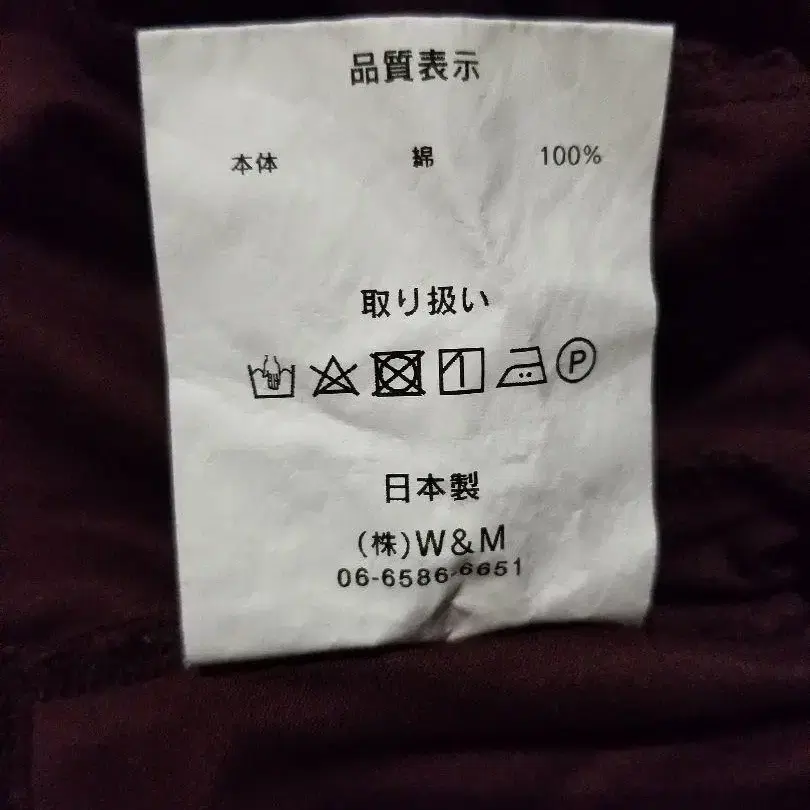 品質表示
本体 綿 100%
取り扱い
P
日本製
(株)W&M
06-6586-6651